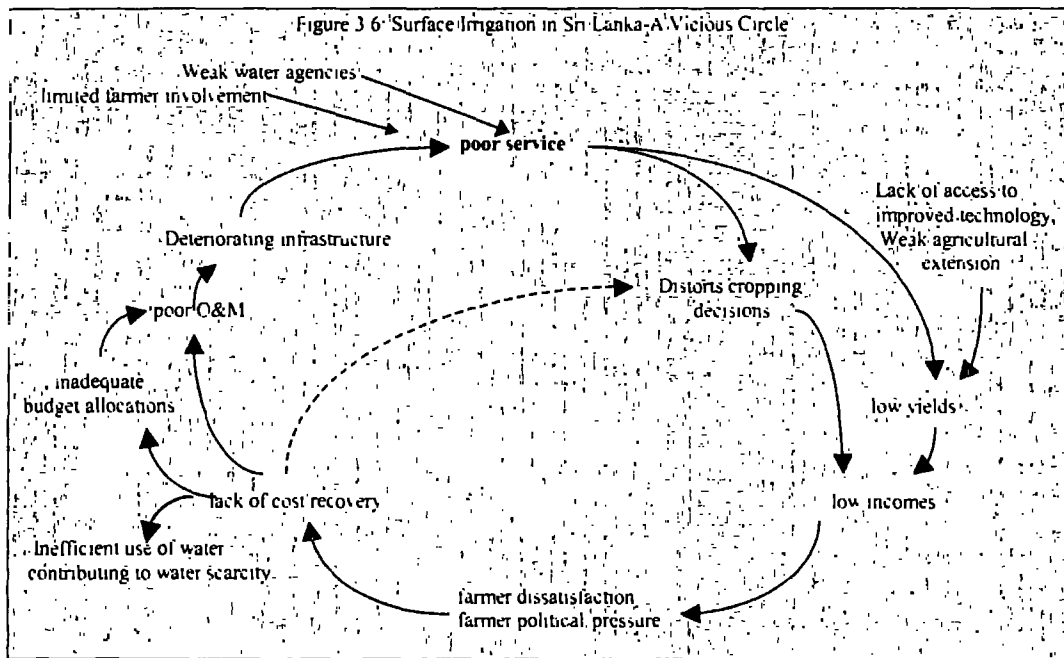 Figure 3 6: Surface Irrigation in Sri Lanka-A Vicious Circle
Weak water agencies
limited farmer involvement
poor service
Lack of access to
improved technology,
Weak agricultural
extension
Deteriorating infrastructure
Distorts cropping
decisions
poor O&M
inadequate
budget allocations
low yields
lack of cost recovery
low incomes
Inefficient use of water
contributing to water scarcity
farmer dissatisfaction
farmer political pressure